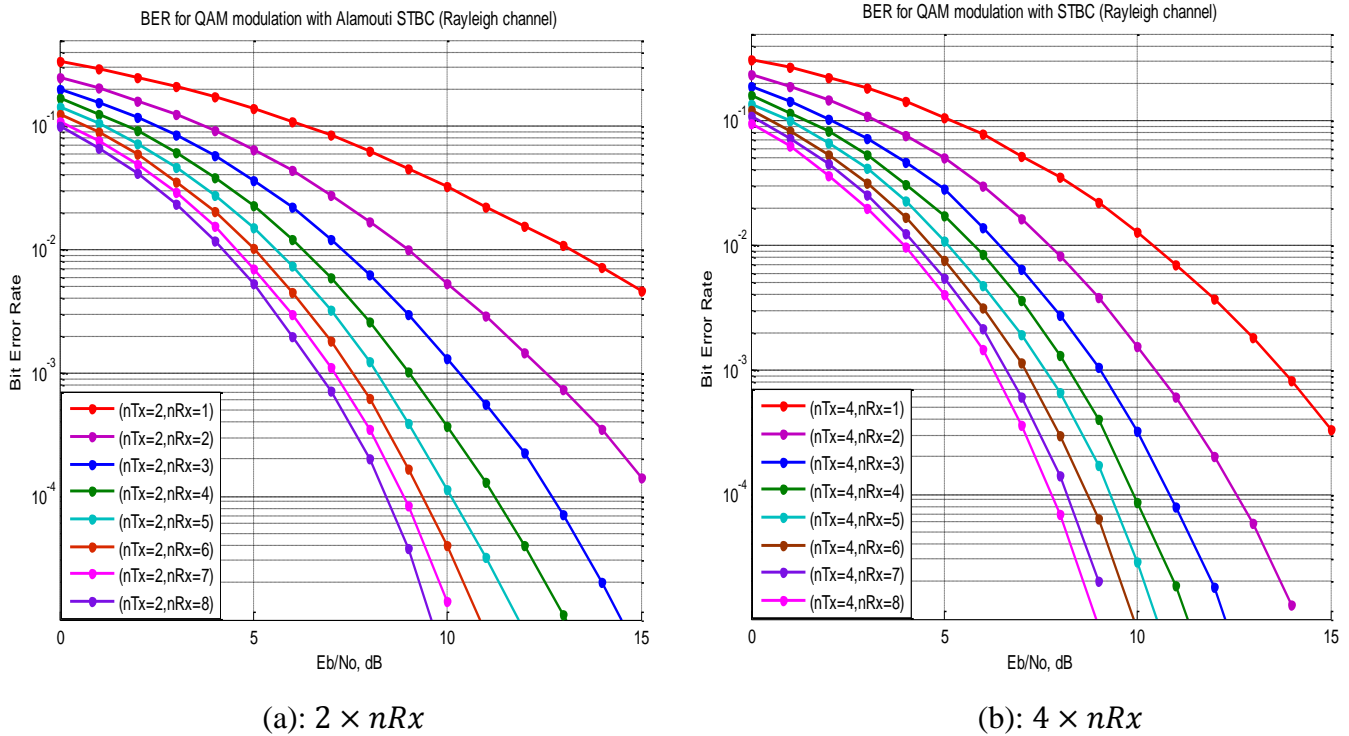 BER for QAM modulation with Alamouti STBC (Rayleigh channel)
10^-1
10^-2
10^-3
10^-4
Bit Error Rate
(nTx=2,nRx=1)
(nTx=2,nRx=2)
(nTx=2,nRx=3)
(nTx=2,nRx=4)
(nTx=2,nRx=5)
(nTx=2,nRx=6)
(nTx=2,nRx=7)
(nTx=2,nRx=8)
0 5 10 15
Eb/No, dB
(a): 2 × nRx
BER for QAM modulation with STBC (Rayleigh channel)
10^-1
10^-2
10^-3
10^-4
Bit Error Rate
(nTx=4,nRx=1)
(nTx=4,nRx=2)
(nTx=4,nRx=3)
(nTx=4,nRx=4)
(nTx=4,nRx=5)
(nTx=4,nRx=6)
(nTx=4,nRx=7)
(nTx=4,nRx=8)
0 5 10 15
Eb/No, dB
(b): 4 × nRx